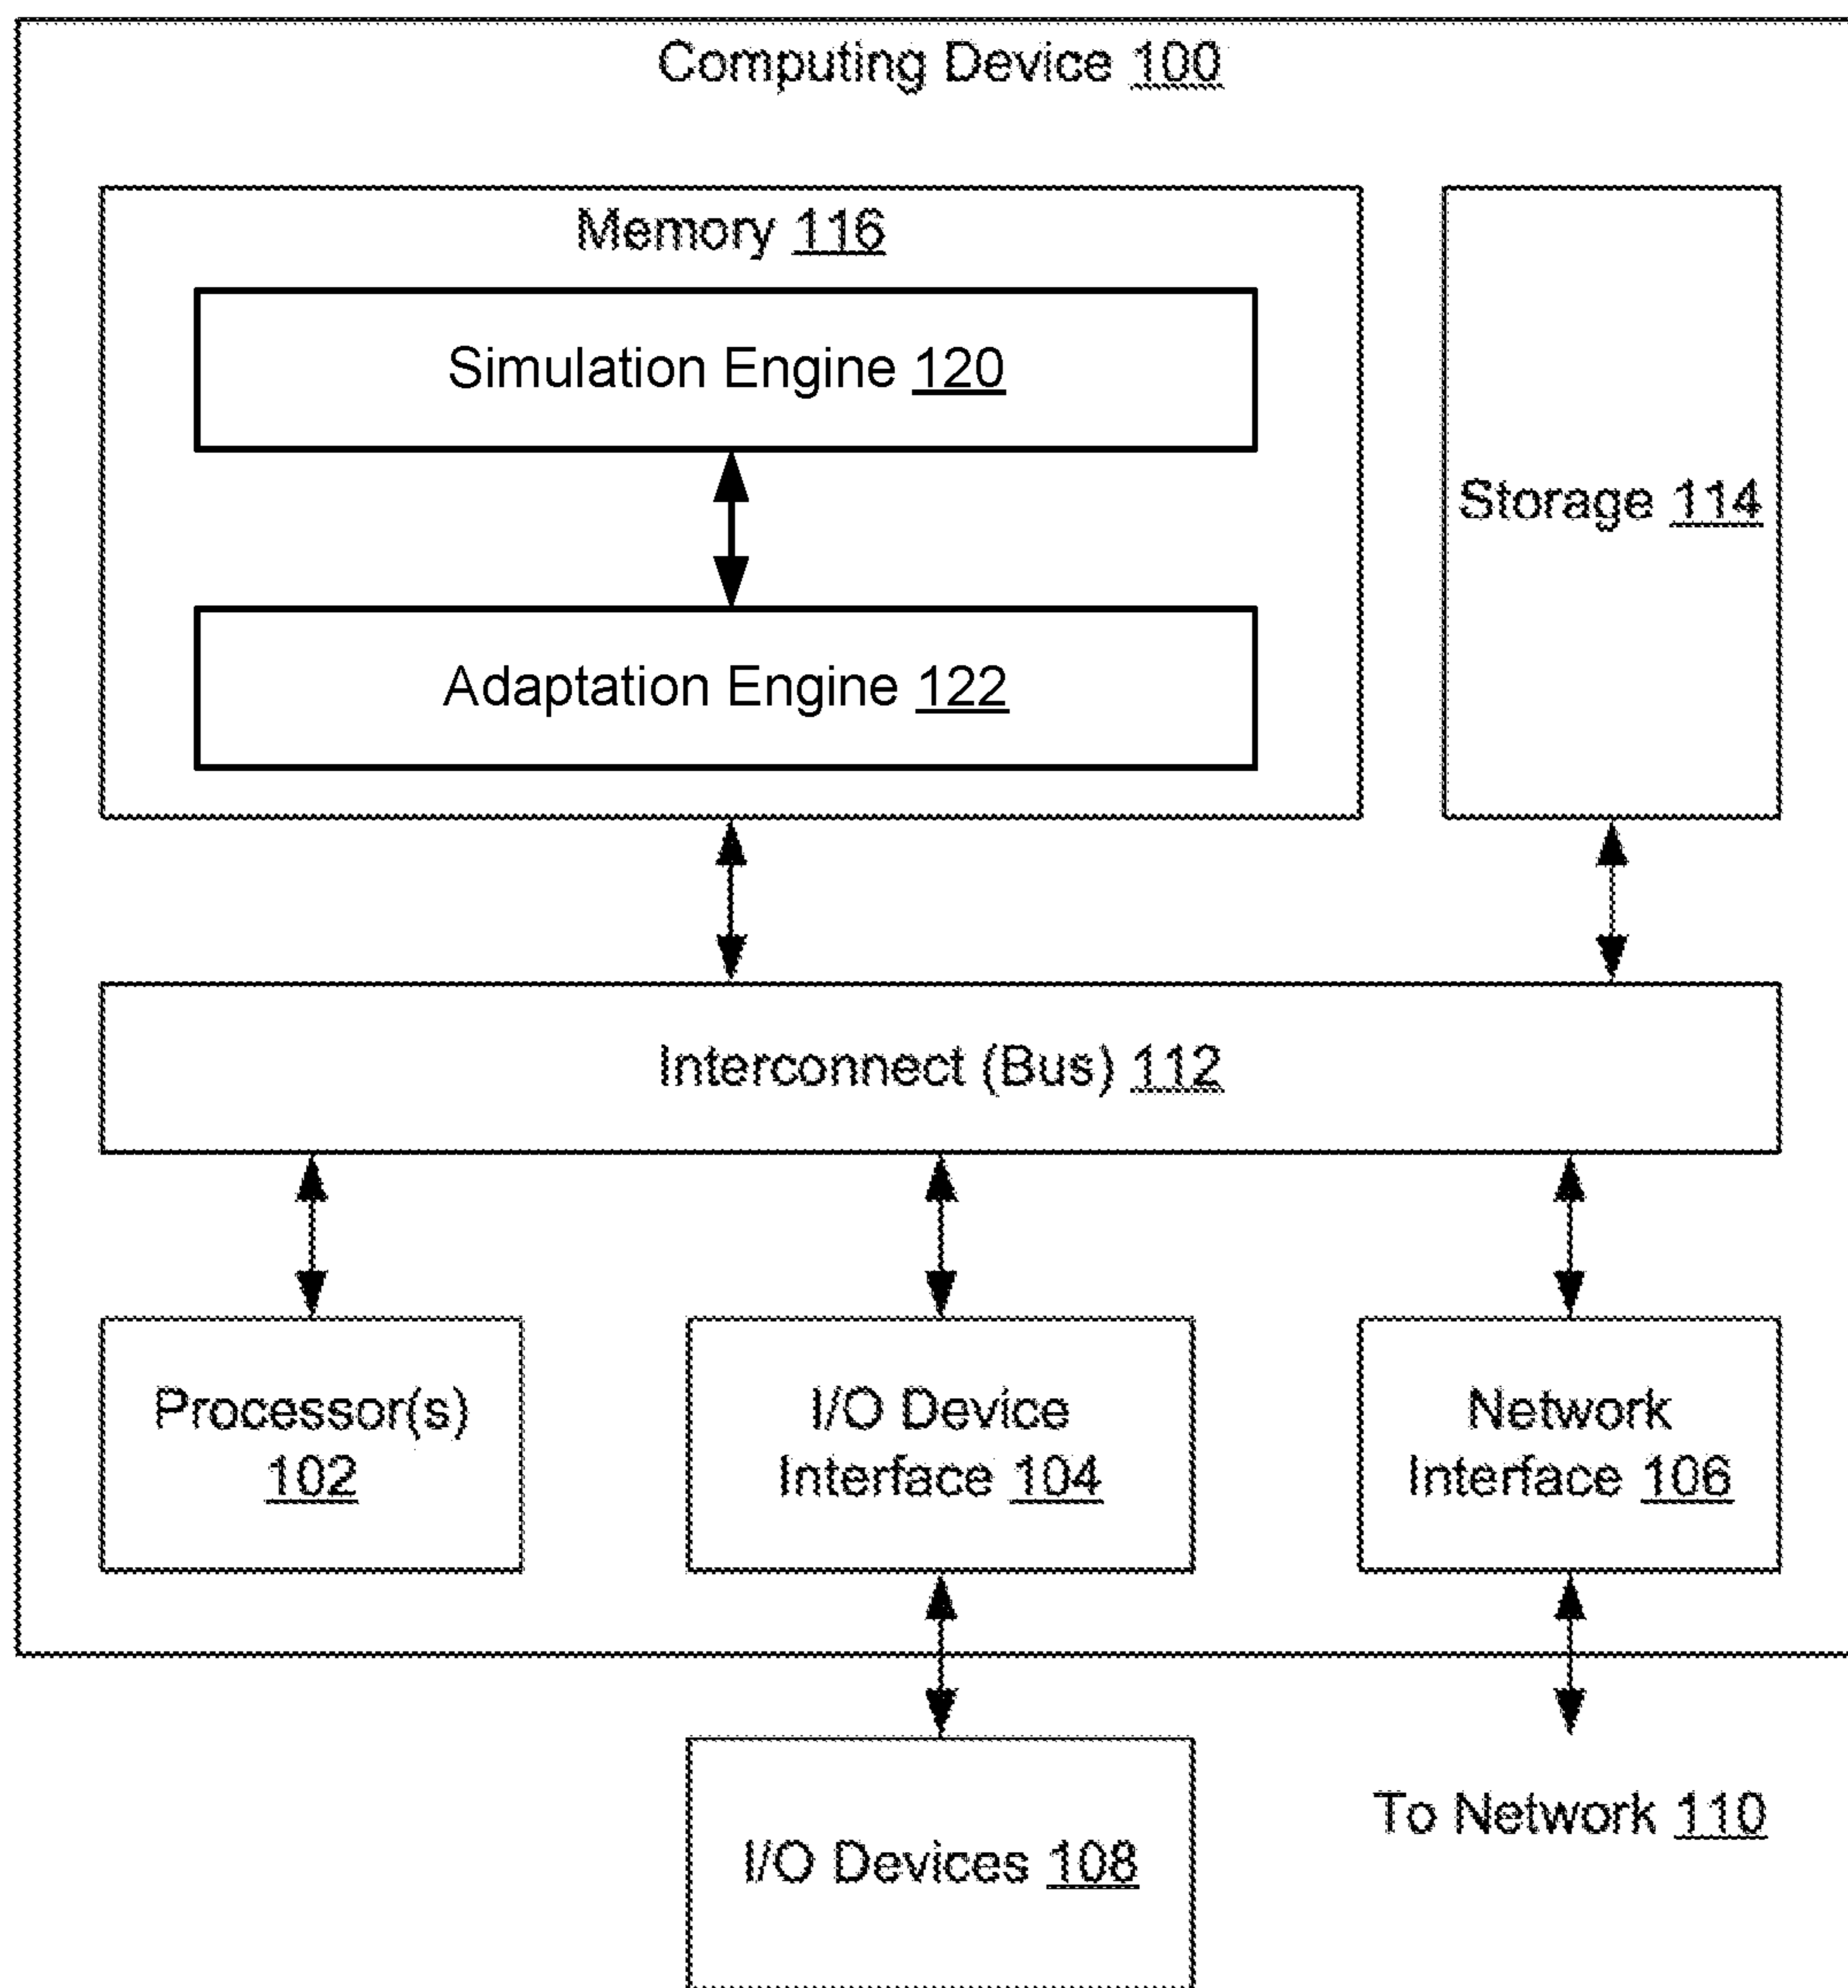 Computing Device 100
Memory 116
Simulation Engine 120
Storage 114
Adaptation Engine 122
Interconnect (Bus) 112
Processor(s)
102
I/O Device
Interface 104
Network
Interface 106
To Network 110
I/O Devices 108